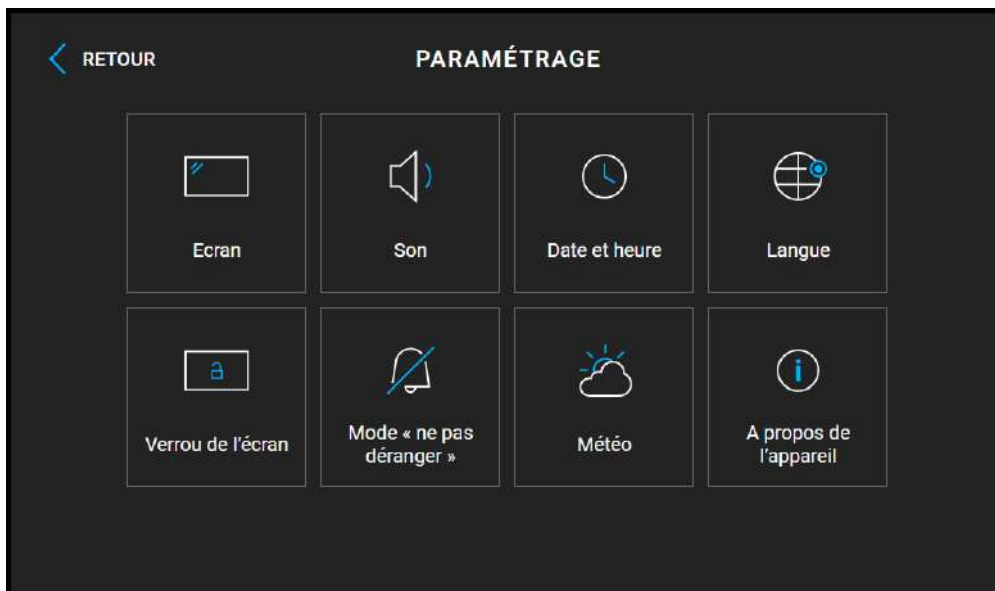 RETOUR
PARAMÉTRAGE
Ecran
Son
Date et heure
Langue
Verrou de l'écran
Mode « ne pas
déranger »
Météo
A propos de
l'appareil